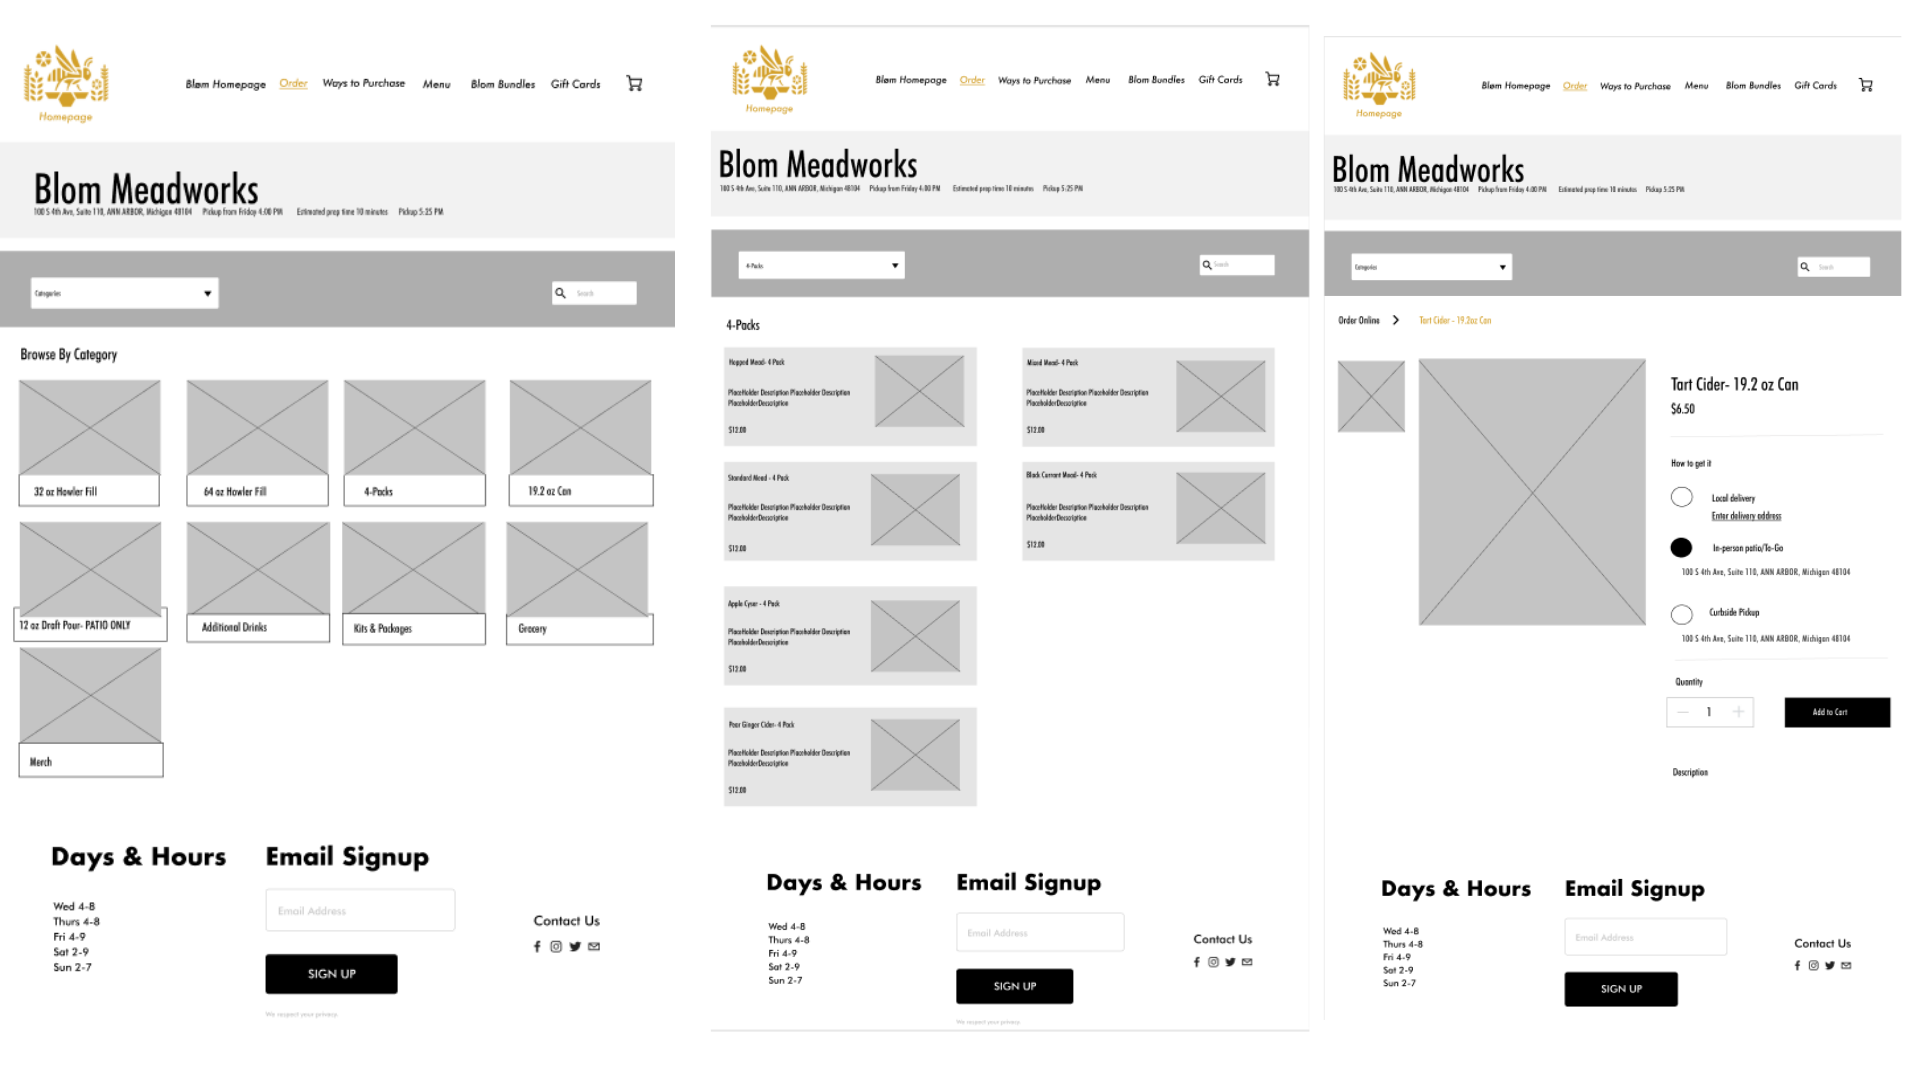 Homepage
Bløm Homepage Order Ways to Purchase Menu Blom Bundles Gift Cards
Blom Meadworks
100 S 4th Ave, Suite 110, ANN ARBOR, Michigan 48104 Pickup from Friday 4:00 PM Estimated prep time 10 minutes Pickup 5:25 PM
Categories
Search
Browse By Category
32 oz Howler Fill
64 oz Howler Fill
4-Packs
19.2 oz Can
12 oz Draft Pour- PATIO ONLY
Additional Drinks
Kits & Packages
Grocery
Merch
Days & Hours
Wed 4-8
Thurs 4-8
Fri 4-9
Sat 2-9
Sun 2-7
Email Signup
Email Address
SIGN UP
We respect your privacy.
Contact Us
Homepage
Bløm Homepage Order Ways to Purchase Menu Blom Bundles Gift Cards
Blom Meadworks
100 S 4th Ave, Suite 110, ANN ARBOR, Michigan 48104 Pickup from Friday 4:00 PM Estimated prep time 10 minutes Pickup 5:25 PM
4-Packs
Search
4-Packs
Hopped Mead- 4 Pack
PlaceHolder Description Placeholder Description
PlaceholderDescription
$12.00
Mixed Mead- 4 Pack
PlaceHolder Description Placeholder Description
PlaceholderDescription
$12.00
Standard Mead - 4 Pack
PlaceHolder Description Placeholder Description
PlaceholderDescription
$12.00
Black Currant Mead- 4 Pack
PlaceHolder Description Placeholder Description
PlaceholderDescription
$12.00
Apple Cyser - 4 Pack
PlaceHolder Description Placeholder Description
PlaceholderDescription
$12.00
Pear Ginger Cider- 4 Pack
PlaceHolder Description Placeholder Description
PlaceholderDescription
$12.00
Days & Hours
Wed 4-8
Thurs 4-8
Fri 4-9
Sat 2-9
Sun 2-7
Email Signup
Email Address
SIGN UP
We respect your privacy.
Contact Us
Homepage
Bløm Homepage Order Ways to Purchase Menu Blom Bundles Gift Cards
Blom Meadworks
100 S 4th Ave, Suite 110, ANN ARBOR, Michigan 48104 Pickup from Friday 4:00 PM Estimated prep time 10 minutes Pickup 5:25 PM
Categories
Search
Order Online Tart Cider - 19.2oz Can
Tart Cider- 19.2 oz Can
$6.50
How to get it
Local delivery
Enter delivery address
In-person patio/To-Go
100 S 4th Ave, Suite 110, ANN ARBOR, Michigan 48104
Curbside Pickup
100 S 4th Ave, Suite 110, ANN ARBOR, Michigan 48104
Quantity
1
Add to Cart
Description
Days & Hours
Wed 4-8
Thurs 4-8
Fri 4-9
Sat 2-9
Sun 2-7
Email Signup
Email Address
SIGN UP
Contact Us